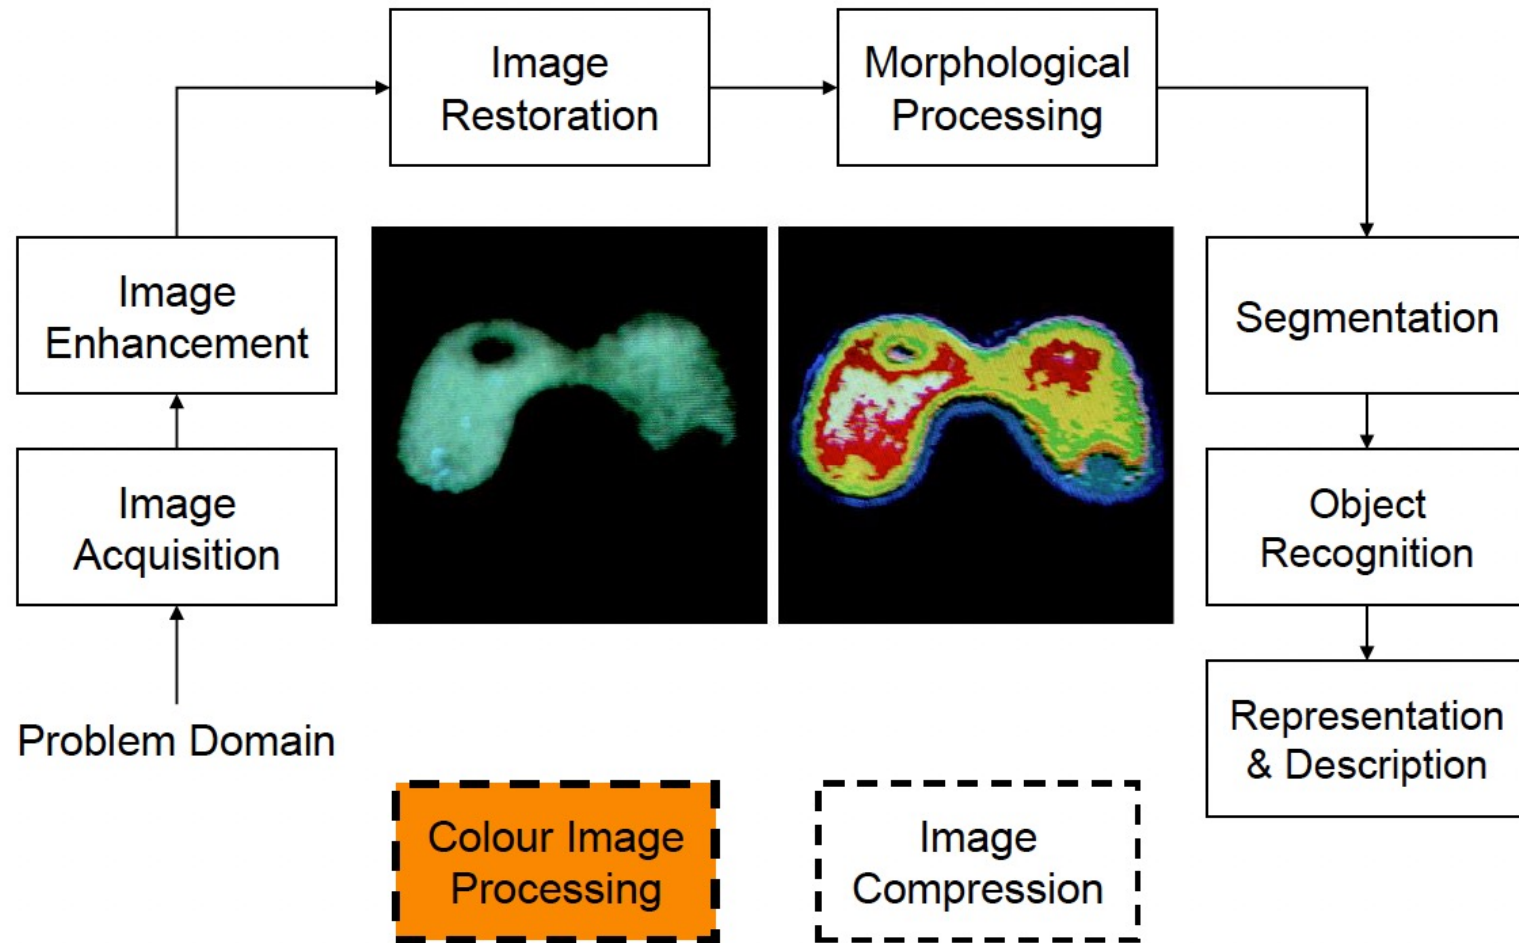 Image
Restoration
Morphological
Processing
Image
Enhancement
Segmentation
Image
Acquisition
Object
Recognition
Problem Domain
Representation
& Description
Colour Image
Processing
Image
Compression